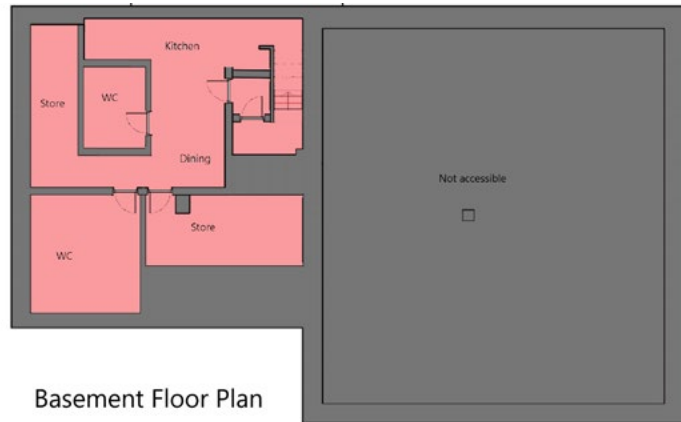 Kitchen
Store
WC
Dining
Not accessible
Store
WC
Basement Floor Plan